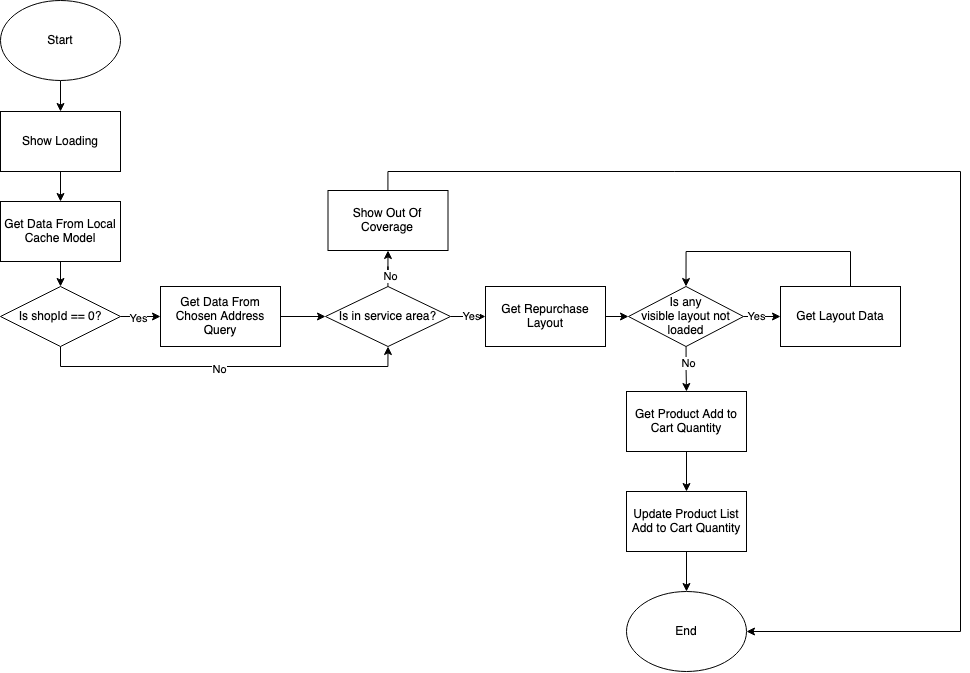 Start
Show Loading
Get Data From Local
Cache Model
Is shopId == 0?
Yes
No
Get Data From
Chosen Address
Query
Is in service area?
No
Show Out Of
Coverage
Yes
Get Repurchase
Layout
Is any
visible layout not
loaded
Yes
Get Layout Data
No
Get Product Add to
Cart Quantity
Update Product List
Add to Cart Quantity
End